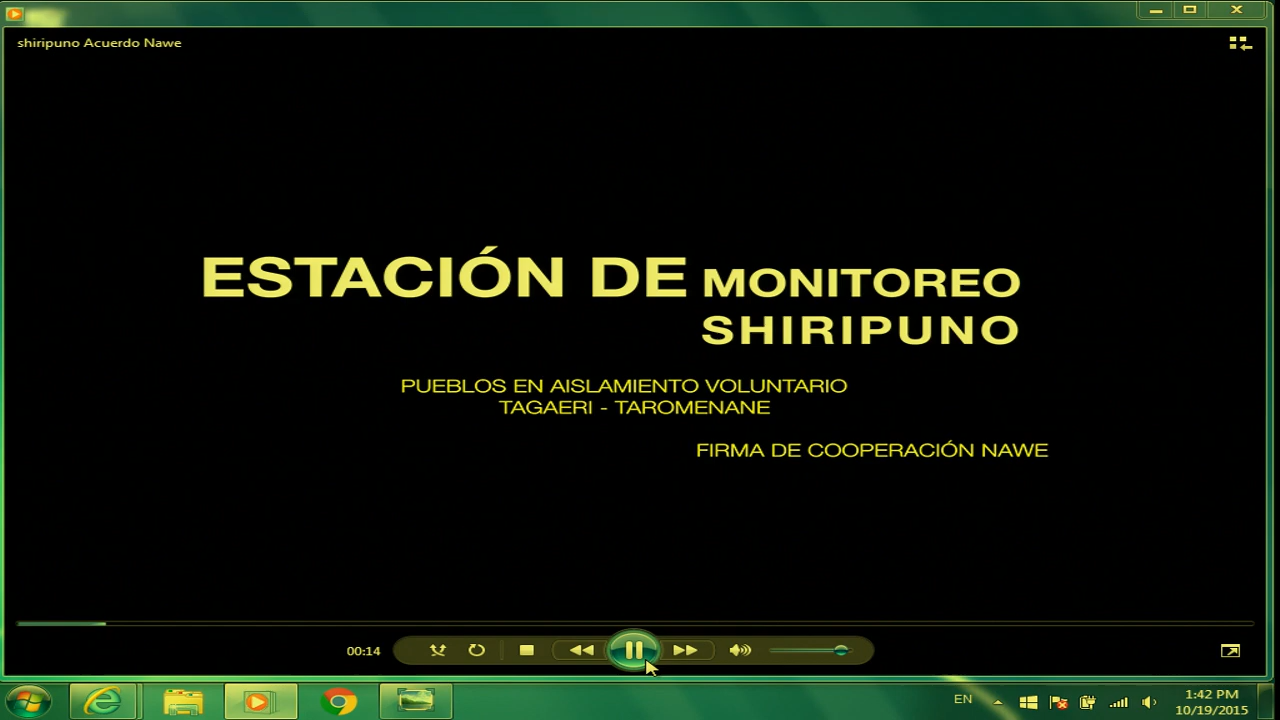 shiripuno Acuerdo Nawe
ESTACIÓN DE MONITOREO
SHIRIPUNO
PUEBLOS EN AISLAMIENTO VOLUNTARIO
TAGAERI - TAROMENANE
FIRMA DE COOPERACIÓN NAWE
00:14
EN
1:42 PM
10/19/2015